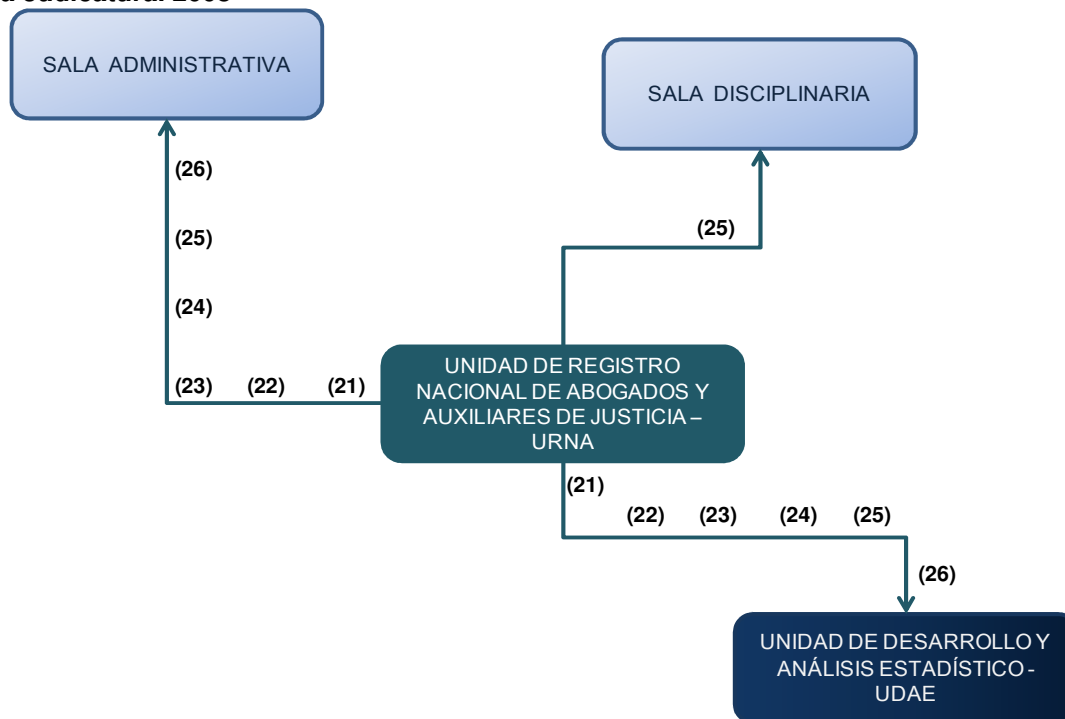 2008
SALA ADMINISTRATIVA
SALA DISCIPLINARIA
(26)
(25)
(25)
(24)
(23) (22) (21)
UNIDAD DE REGISTRO
NACIONAL DE ABOGADOS Y
AUXILIARES DE JUSTICIA –
URNA
(21)
(22) (23) (24) (25)
(26)
UNIDAD DE DESARROLLO Y
ANÁLISIS ESTADÍSTICO -
UDAE